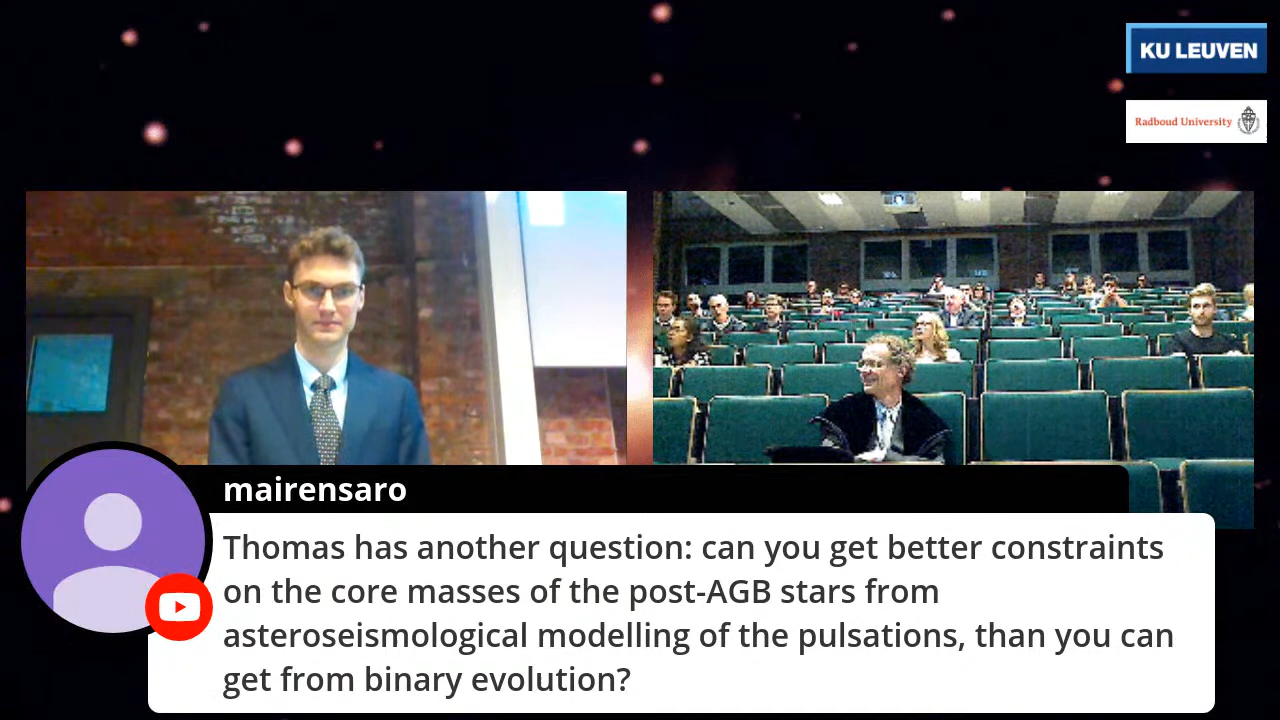 KU LEUVEN
Radboud University
mairensaro
Thomas has another question: can you get better constraints
on the core masses of the post-AGB stars from
asteroseismological modelling of the pulsations, than you can
get from binary evolution?